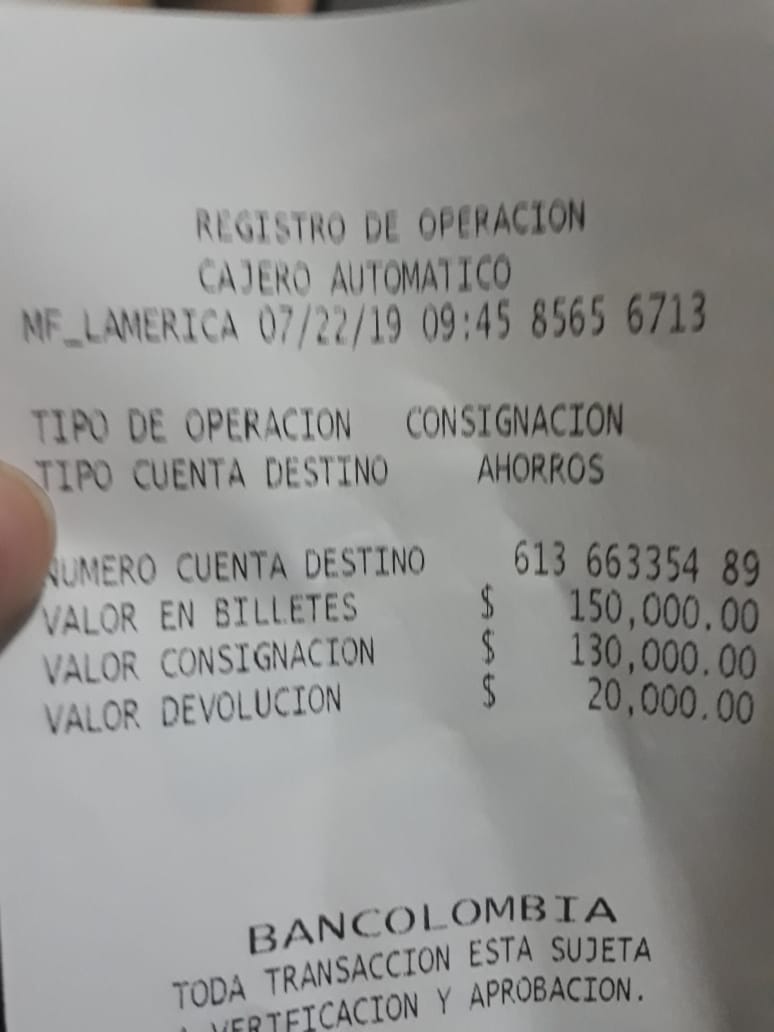 REGISTRO DE OPERACION
CAJERO AUTOMATICO
MF_LAMERICA 07/22/19 09:45 8565 6713
TIPO DE OPERACION CONSIGNACION
TIPO CUENTA DESTINO AHORROS
NUMERO CUENTA DESTINO 613 663354 89
VALOR EN BILLETES $ 150,000.00
VALOR CONSIGNACION $ 130,000.00
VALOR DEVOLUCION $ 20,000.00
BANCOLOMBIA
TODA TRANSACCION ESTA SUJETA
A VERIFICACION Y APROBACION.